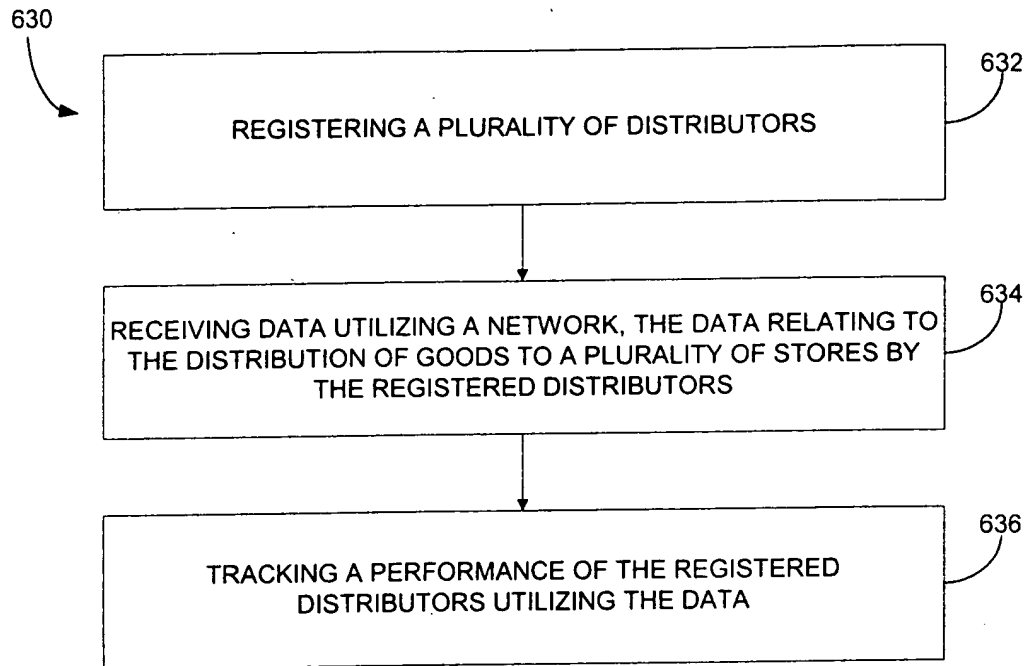 630
632
REGISTERING A PLURALITY OF DISTRIBUTORS
634
RECEIVING DATA UTILIZING A NETWORK, THE DATA RELATING TO
THE DISTRIBUTION OF GOODS TO A PLURALITY OF STORES BY
THE REGISTERED DISTRIBUTORS
636
TRACKING A PERFORMANCE OF THE REGISTERED
DISTRIBUTORS UTILIZING THE DATA